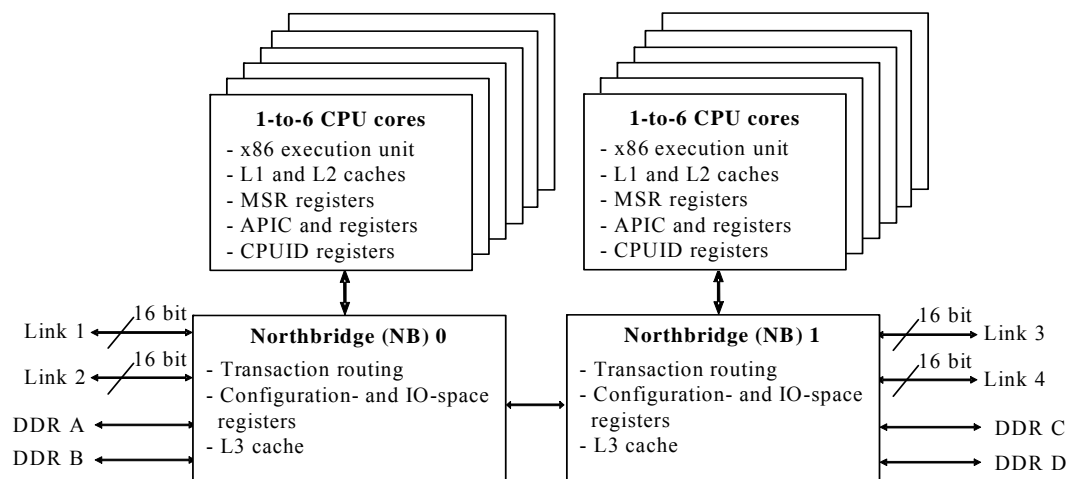 1-to-6 CPU cores
- x86 execution unit
- L1 and L2 caches
- MSR registers
- APIC and registers
- CPUID registers
1-to-6 CPU cores
- x86 execution unit
- L1 and L2 caches
- MSR registers
- APIC and registers
- CPUID registers
Link 1
16 bit
Link 2
16 bit
DDR A
DDR B
Northbridge (NB) 0
- Transaction routing
- Configuration- and IO-space
registers
- L3 cache
Northbridge (NB) 1
- Transaction routing
- Configuration- and IO-space
registers
- L3 cache
16 bit
Link 3
16 bit
Link 4
DDR C
DDR D